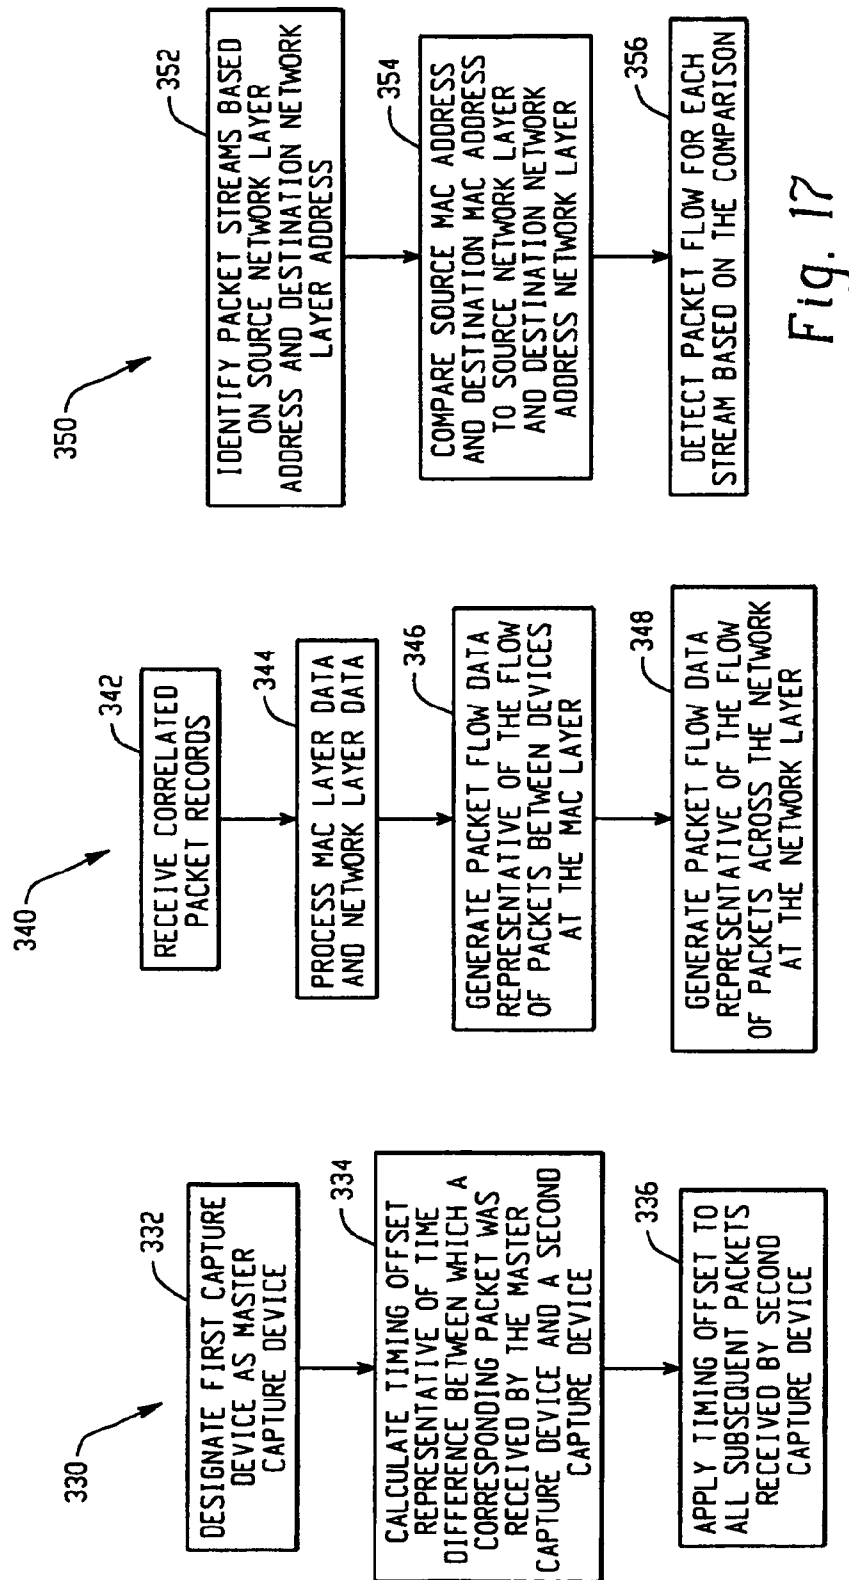 330
332
DESIGNATE FIRST CAPTURE
DEVICE AS MASTER
CAPTURE DEVICE
334
CALCULATE TIMING OFFSET
REPRESENTATIVE OF TIME
DIFFERENCE BETWEEN WHICH A
CORRESPONDING PACKET WAS
RECEIVED BY THE MASTER
CAPTURE DEVICE AND A SECOND
CAPTURE DEVICE
336
APPLY TIMING OFFSET TO
ALL SUBSEQUENT PACKETS
RECEIVED BY SECOND
CAPTURE DEVICE
340
342
RECEIVE CORRELATED
PACKET RECORDS
344
PROCESS MAC LAYER DATA
AND NETWORK LAYER DATA
346
GENERATE PACKET FLOW DATA
REPRESENTATIVE OF THE FLOW
OF PACKETS BETWEEN DEVICES
AT THE MAC LAYER
348
GENERATE PACKET FLOW DATA
REPRESENTATIVE OF THE FLOW
OF PACKETS ACROSS THE NETWORK
AT THE NETWORK LAYER
350
352
IDENTIFY PACKET STREAMS BASED
ON SOURCE NETWORK LAYER
ADDRESS AND DESTINATION NETWORK
LAYER ADDRESS
354
COMPARE SOURCE MAC ADDRESS
AND DESTINATION MAC ADDRESS
TO SOURCE NETWORK LAYER
AND DESTINATION NETWORK
ADDRESS NETWORK LAYER
356
DETECT PACKET FLOW FOR EACH
STREAM BASED ON THE COMPARISON
Fig. 17